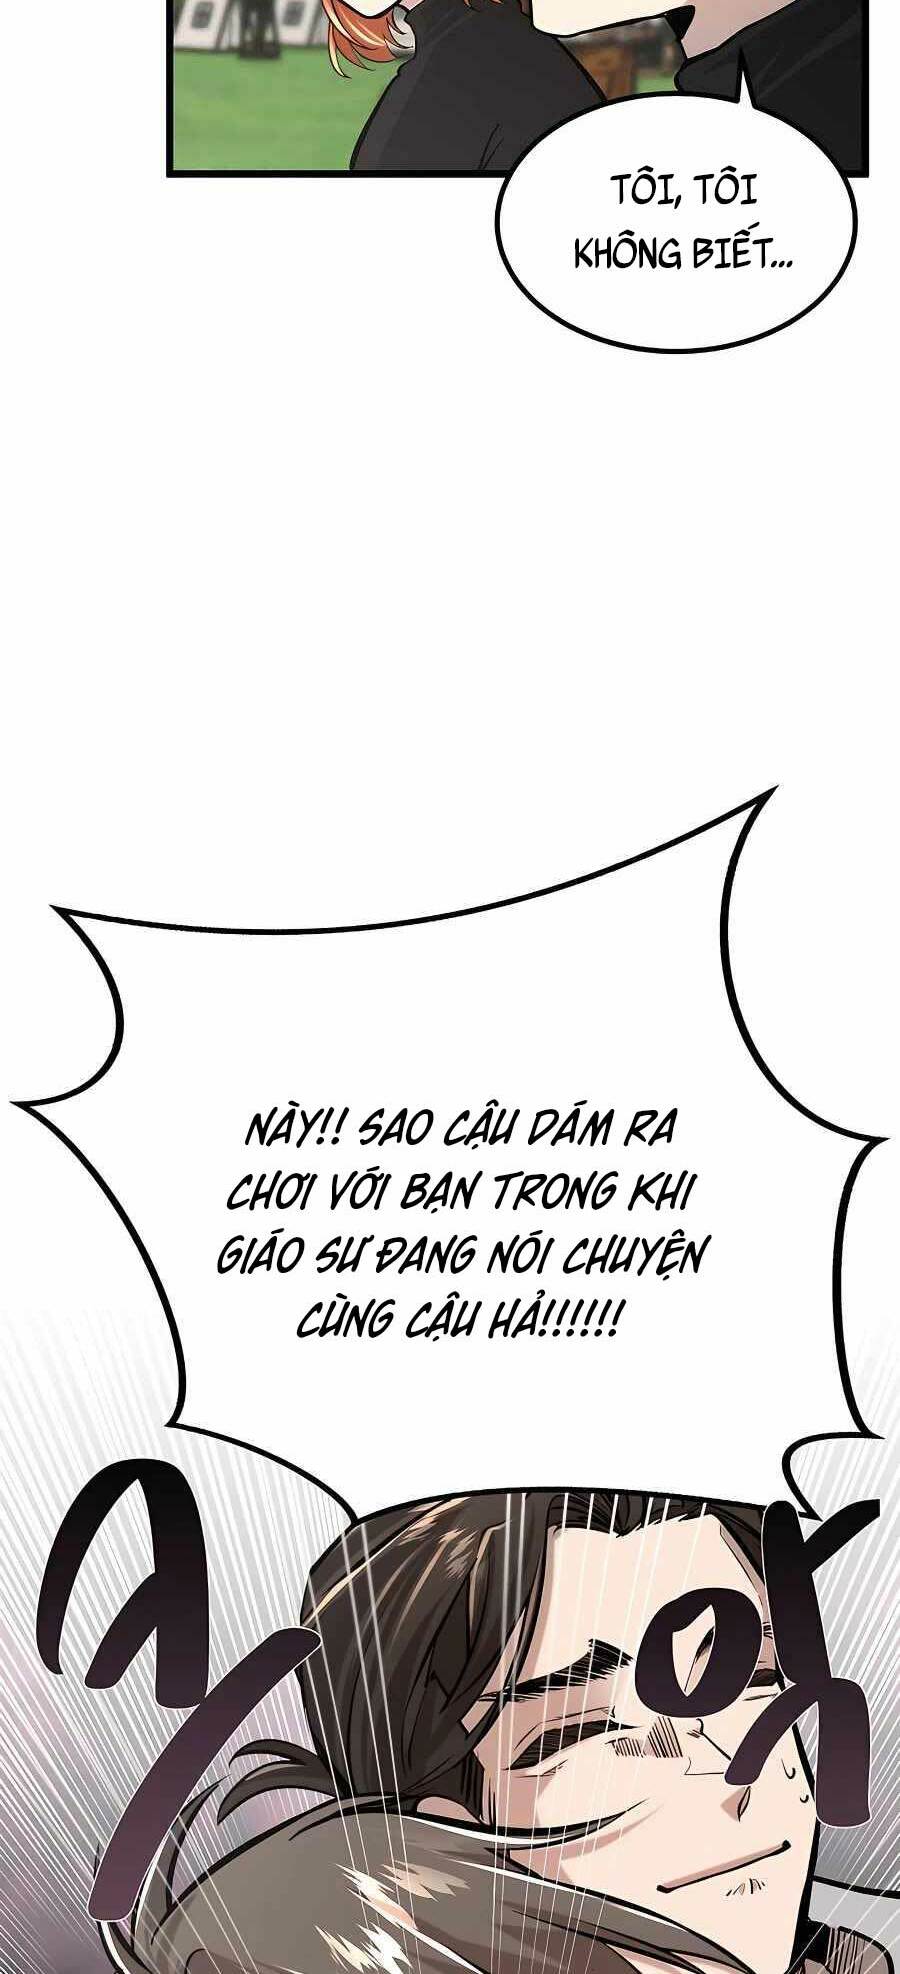 TÔI, TÔI
KHÔNG BIẾT...
NÀY!! SAO CẬU DÁM RA
CHƠI VỚI BẠN TRONG KHI
GIÁO SƯ ĐANG NÓI CHUYỆN
CÙNG CẬU HẢ!!!!!!